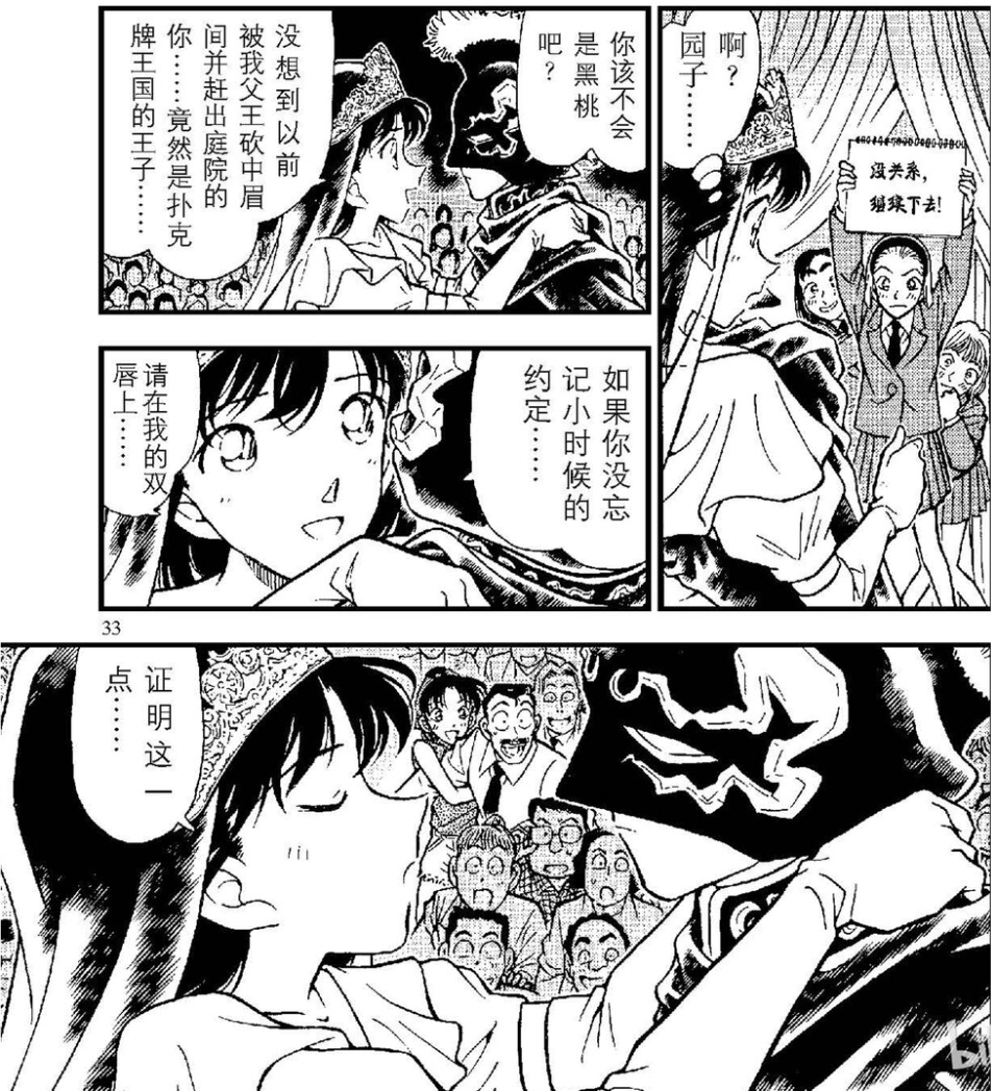 啊？
园子……
没关系，
继续下去！
你该不会
是黑桃
吧？
没想到以前
被我父王砍中眉
间并赶出庭院的
你……竟然是扑克
牌王国的王子……
如果你没忘
记小时候的
约定……
请在我的双
唇上……
33
证明这一
点……